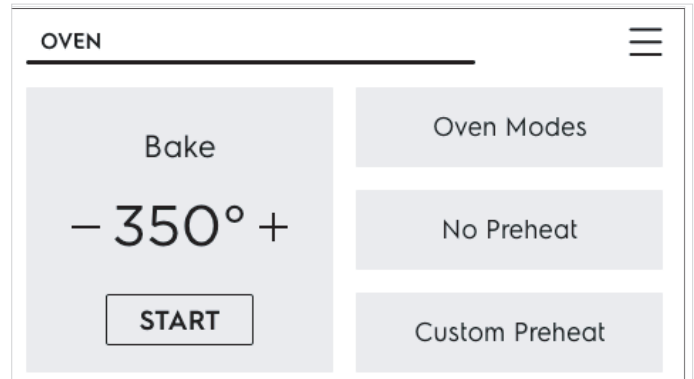 OVEN
Bake
− 350° +
START
Oven Modes
No Preheat
Custom Preheat